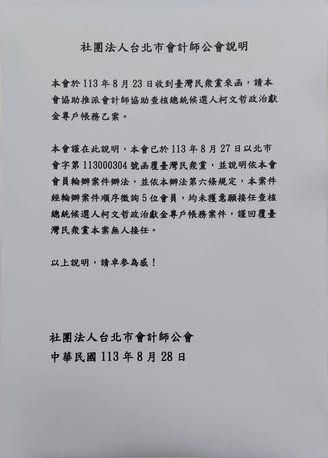 社團法人台北市會計師公會說明
本會於 113 年 8 月 23 日收到臺灣民衆黨來函，請本
會協助推派會計師協助查核總統候選人柯文哲政治獻
金專戶帳務乙案。
本會謹在此說明，本會已於 113 年 8 月 27 日以北市
會字第 113000304 號函覆臺灣民衆黨，並說明依本會
會員輪辦案件辦法，並依本辦法第六條規定，本案件
經輪辦案件順序徵詢 5 位會員，均未獲意願接任查核
總統候選人柯文哲政治獻金專戶帳務案件，謹回覆臺
灣民衆黨本案無人接任。
以上說明，請卓參為感！
社團法人台北市會計師公會
中華民國 113 年 8 月 28 日